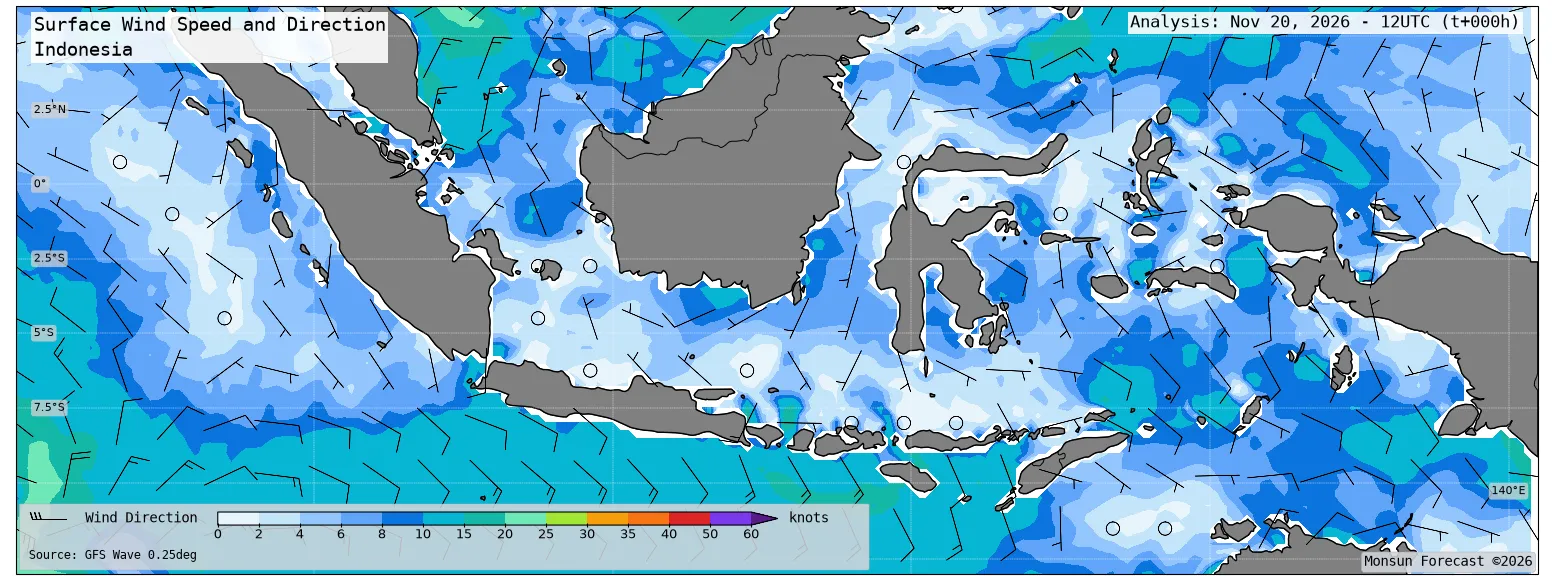 Surface Wind Speed and Direction
Indonesia
Analysis: Nov 20, 2026 - 12UTC (t+000h)
2.5°N
0°
2.5°S
5°S
7.5°S
140°E
Wind Direction
0 2 4 6 8 10 15 20 25 30 35 40 50 60
knots
Source: GFS Wave 0.25deg
Monsun Forecast ©2026